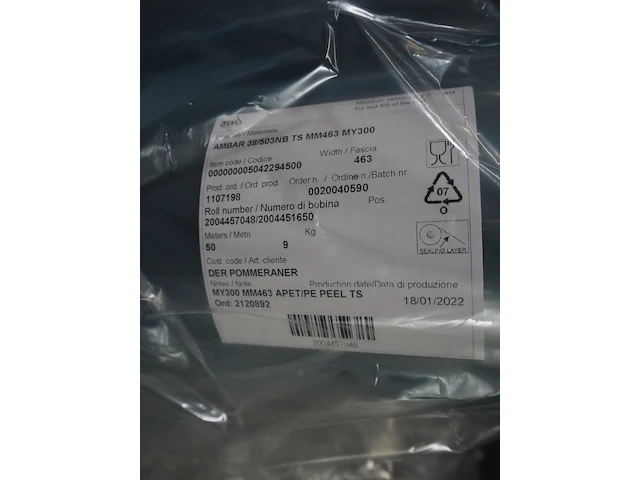 Material / Materiale
AMBAR 38/503NB TS MM463 MY300
Item code / Codice
Width / Fascia
000000005042294500
463
Prod. ord / Ord. prod.
Order n. / Ordine n. /Batch nr.
1107198
0020040590
Roll number / Numero di bobina
Pos.
2004457048/2004451650
Meters / Metri
Kg
50
9
Cust. code / Art. cliente
DER POMMERANER
Notes / Note
Production date/Data di produzione
MY300 MM463 APET/PE PEEL TS
18/01/2022
Ord: 2120892
07
O
SEALING LAYER
2004457048